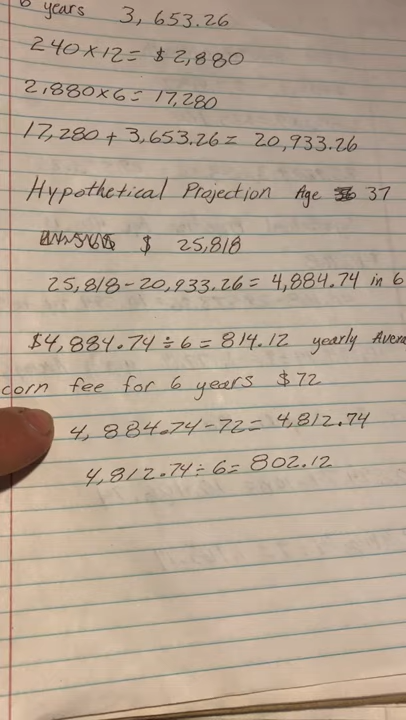 6 years 3,653.26
240x12= $2,880
2,880x6= 17,280
17,280 + 3,653.26= 20,933.26
Hypothetical Projection Age 37
$ 25,818
25,818-20,933.26= 4,884.74 in 6
$4,884.74÷6=814.12 yearly Avera
corn fee for 6 years $72
4,884.74-72= 4,812.74
4,812.74÷6= 802.12